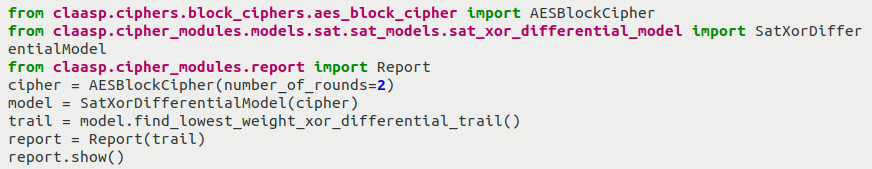 from claasp.ciphers.block_ciphers.aes_block_cipher import AESBlockCipher
from claasp.cipher_modules.models.sat.sat_models.sat_xor_differential_model import SatXorDiffer
entialModel
from claasp.cipher_modules.report import Report
cipher = AESBlockCipher(number_of_rounds=2)
model = SatXorDifferentialModel(cipher)
trail = model.find_lowest_weight_xor_differential_trail()
report = Report(trail)
report.show()